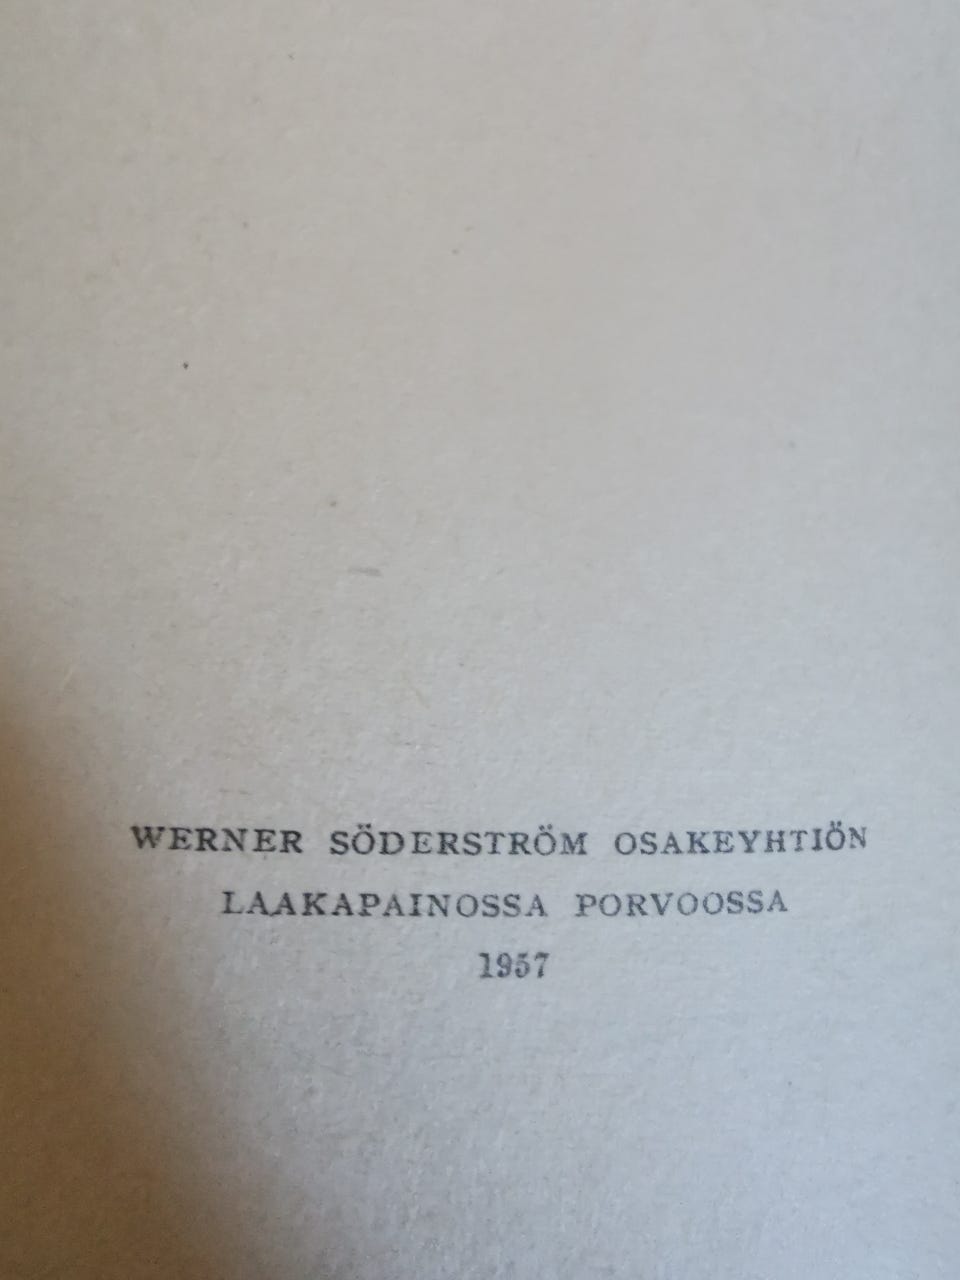 WERNER SÖDERSTRÖM OSAKEYHTIÖN
LAAKAPAINOSSA PORVOOSSA
1957